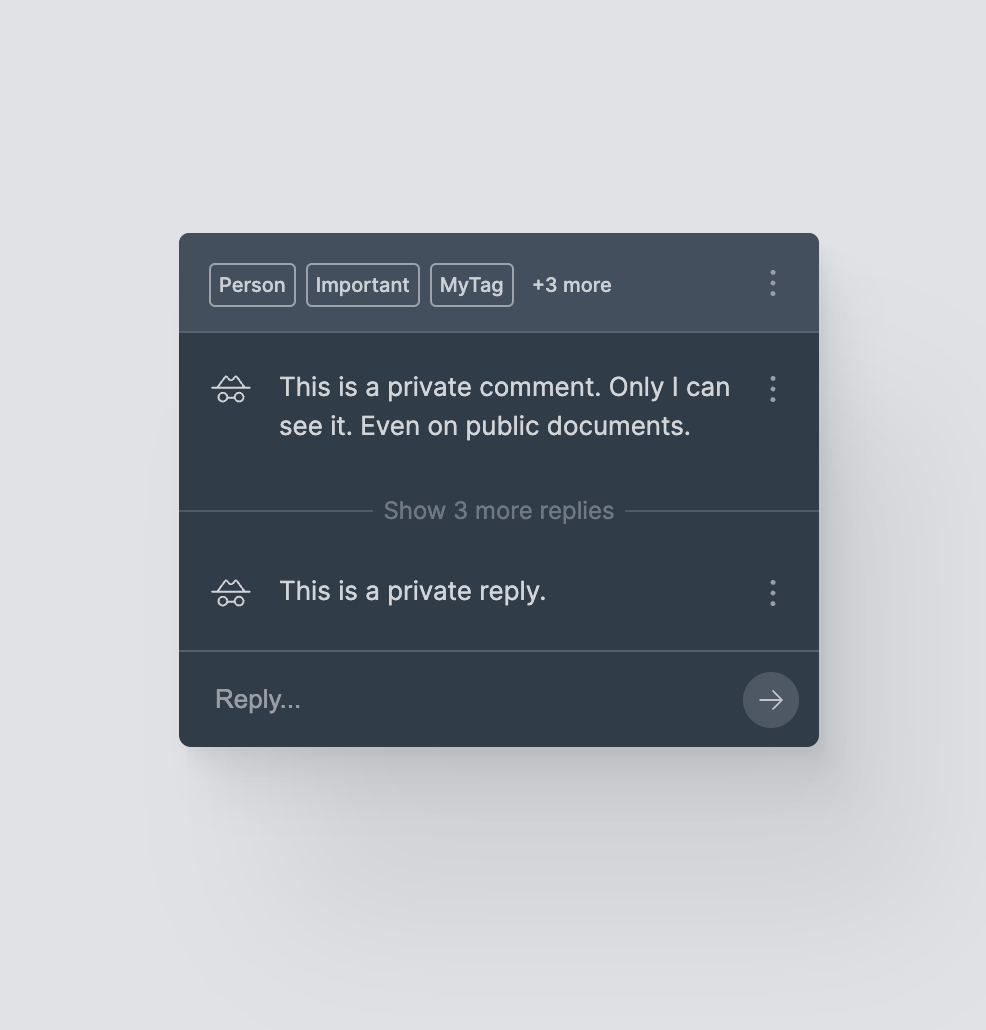 Person Important MyTag +3 more
This is a private comment. Only I can
see it. Even on public documents.
Show 3 more replies
This is a private reply.
Reply...